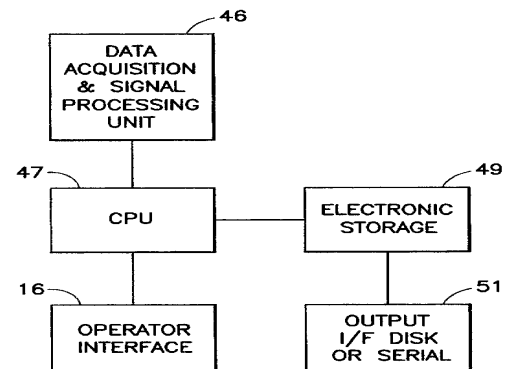 46
DATA
ACQUISITION
& SIGNAL
PROCESSING
UNIT
47
CPU
49
ELECTRONIC
STORAGE
16
OPERATOR
INTERFACE
51
OUTPUT
I/F DISK
OR SERIAL